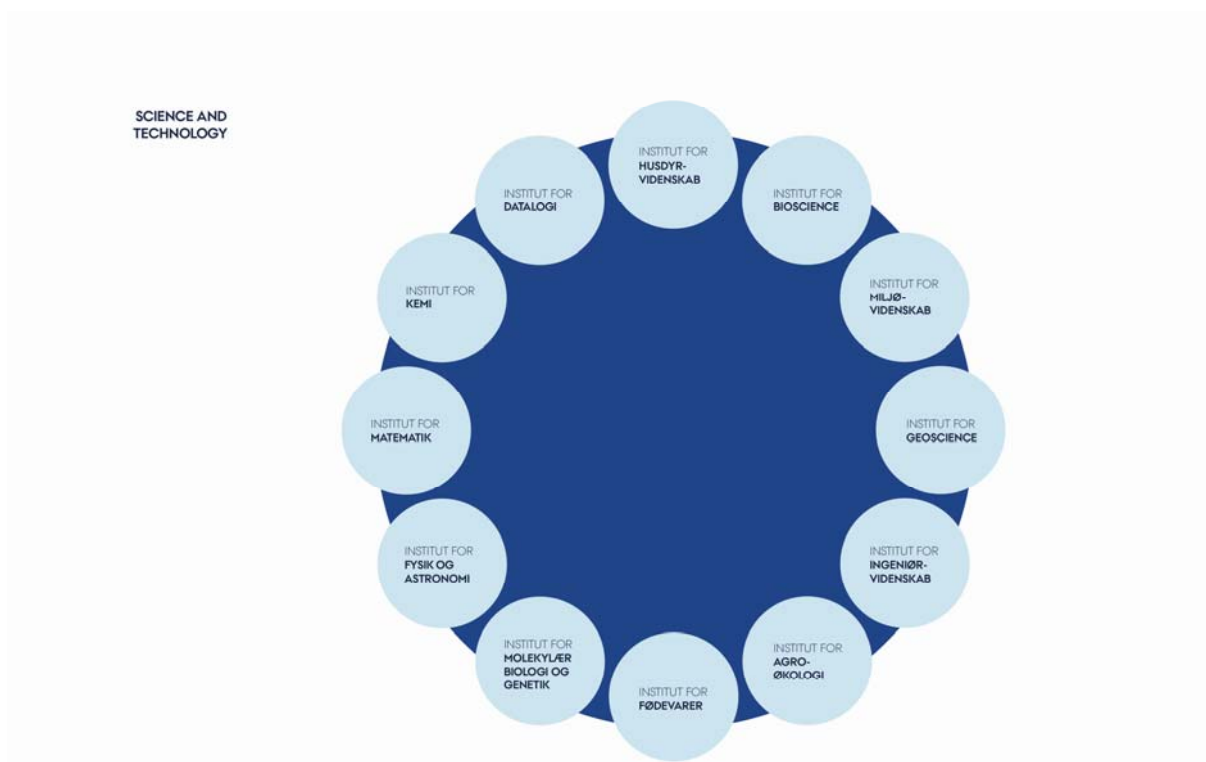 SCIENCE AND
TECHNOLOGY
INSTITUT FOR
HUSDYR-
VIDENSKAB
INSTITUT FOR
BIOSCIENCE
INSTITUT FOR
MILJØ-
VIDENSKAB
INSTITUT FOR
GEOSCIENCE
INSTITUT FOR
INGENIØR-
VIDENSKAB
INSTITUT FOR
AGRO-
ØKOLOGI
INSTITUT FOR
FØDEVARER
INSTITUT FOR
MOLEKYLÆR
BIOLOGI OG
GENETIK
INSTITUT FOR
FYSIK OG
ASTRONOMI
INSTITUT FOR
MATEMATIK
INSTITUT FOR
KEMI
INSTITUT FOR
DATALOGI